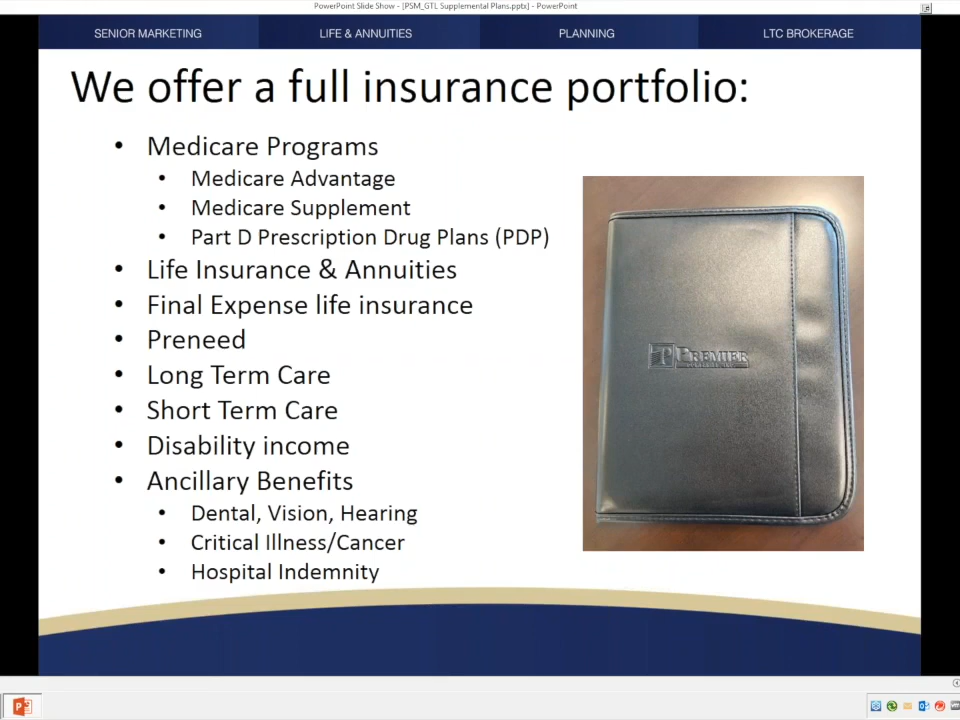 PowerPoint Slide Show - [PSM_GTL Supplemental Plans.pptx] - PowerPoint
SENIOR MARKETING
LIFE & ANNUITIES
PLANNING
LTC BROKERAGE
We offer a full insurance portfolio:
• Medicare Programs
• Medicare Advantage
• Medicare Supplement
• Part D Prescription Drug Plans (PDP)
• Life Insurance & Annuities
• Final Expense life insurance
• Preneed
• Long Term Care
• Short Term Care
• Disability income
• Ancillary Benefits
• Dental, Vision, Hearing
• Critical Illness/Cancer
• Hospital Indemnity
PREMIER